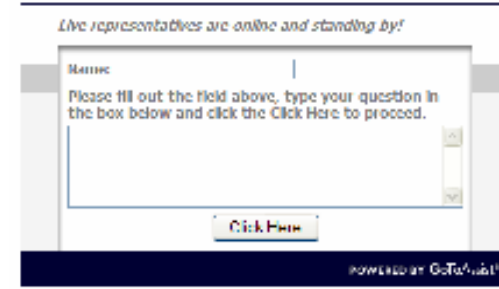 Live representatives are online and standing by!
Name:
Please fill out the field above, type your question in
the box below and click the Click Here to proceed.
Click Here
POWERED BY GoToAssist